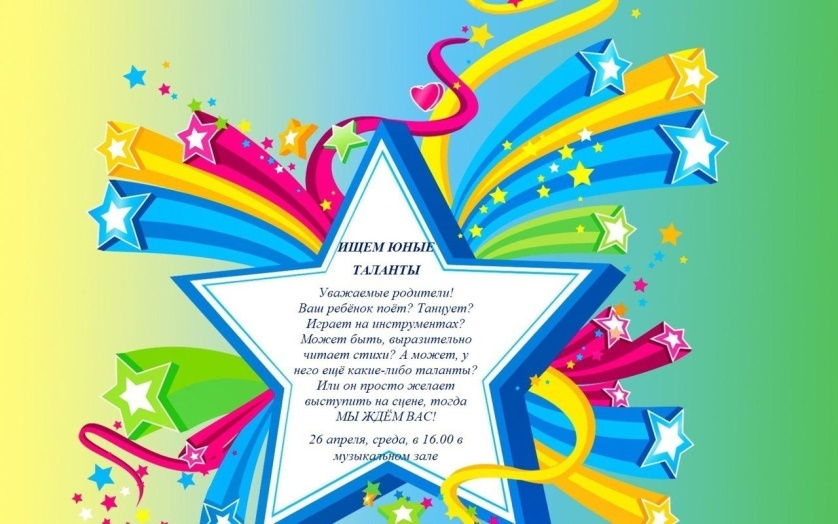 ИЩЕМ ЮНЫЕ
ТАЛАНТЫ
Уважаемые родители!
Ваш ребёнок поёт? Танцует?
Играет на инструментах?
Может быть, выразительно
читает стихи? А может, у
него ещё какие-либо таланты?
Или он просто желает
выступить на сцене, тогда
МЫ ЖДЁМ ВАС!
26 апреля, среда, в 16.00 в
музыкальном зале